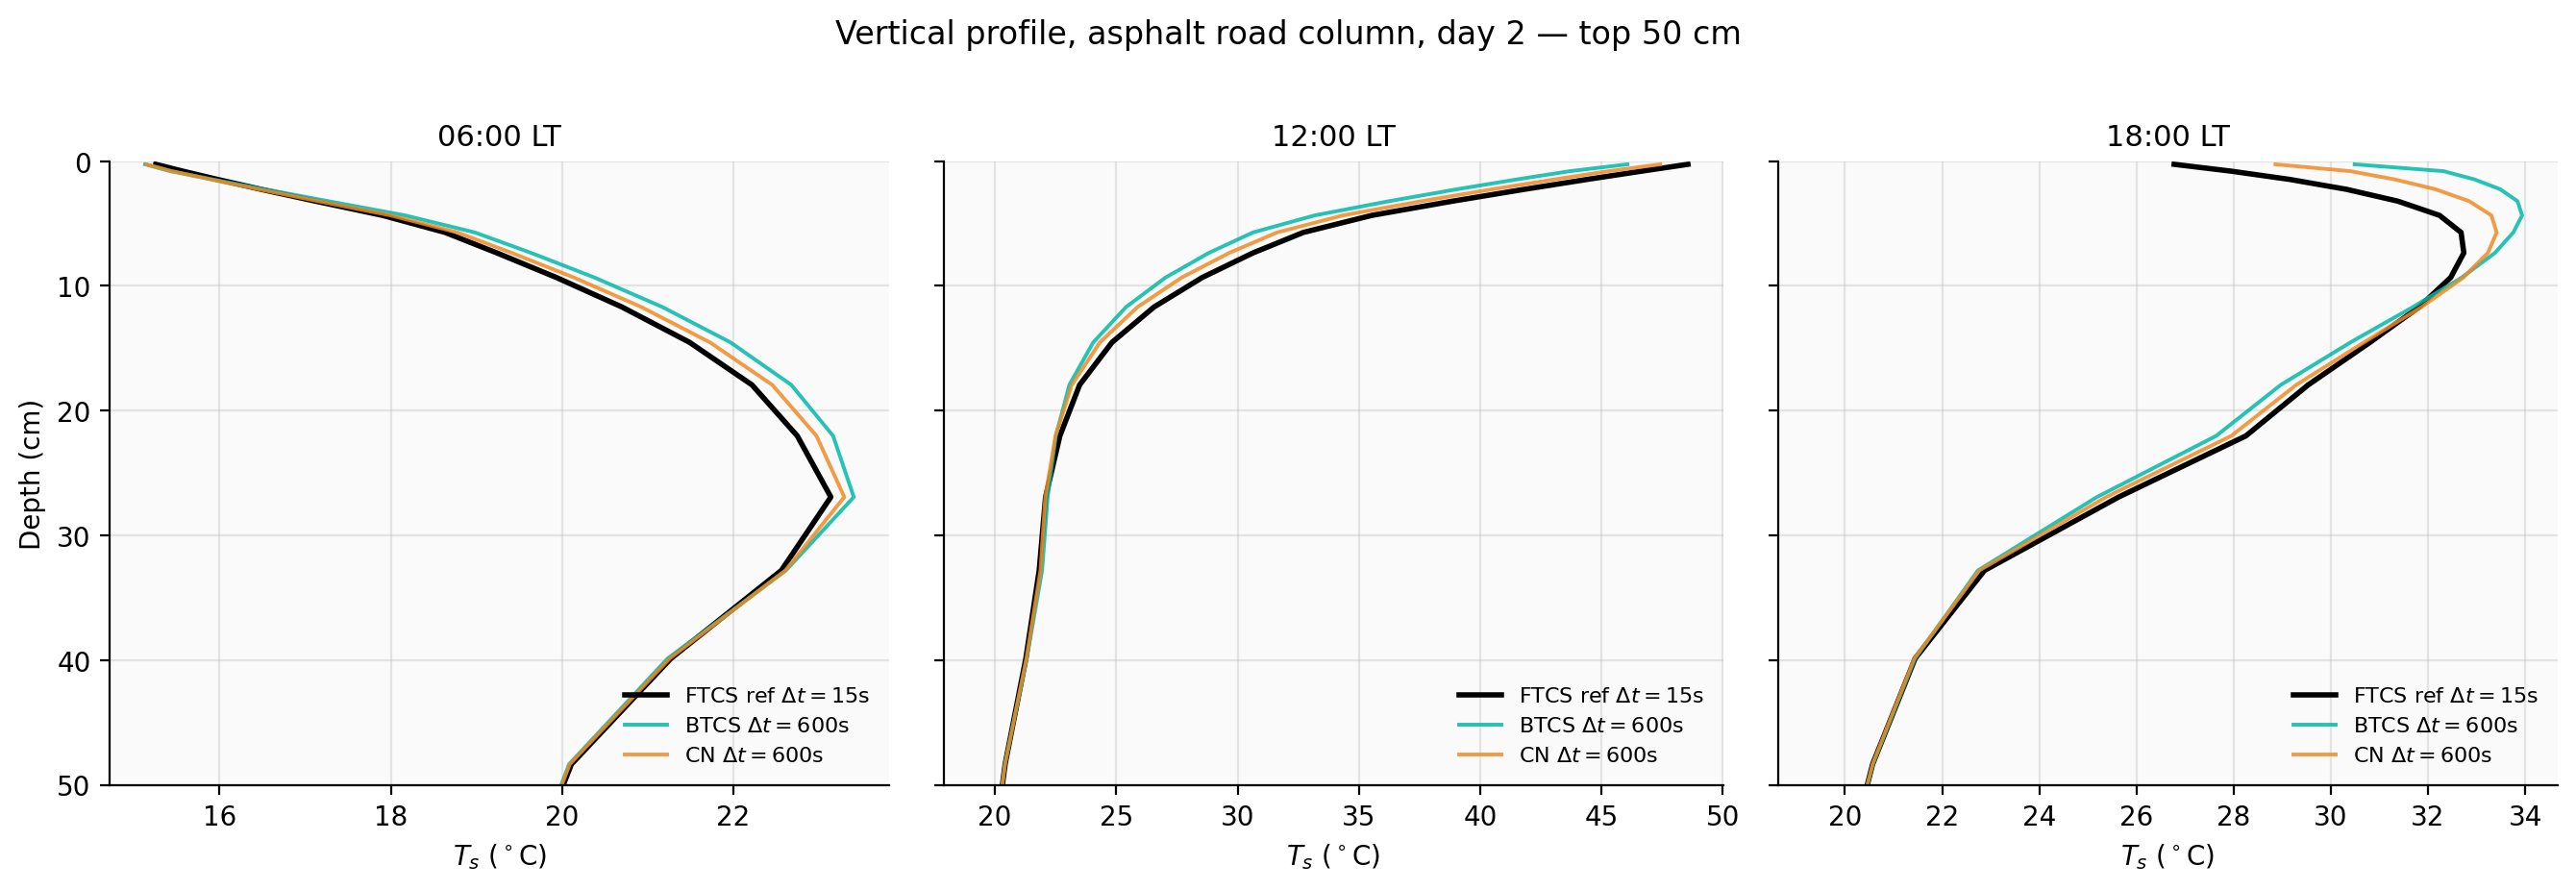 Vertical profile, asphalt road column, day 2 — top 50 cm
06:00 LT
12:00 LT
18:00 LT
Depth (cm)
0
10
20
30
40
50
16 18 20 22
20 25 30 35 40 45 50
20 22 24 26 28 30 32 34
FTCS ref Δt = 15s
BTCS Δt = 600s
CN Δt = 600s
FTCS ref Δt = 15s
BTCS Δt = 600s
CN Δt = 600s
FTCS ref Δt = 15s
BTCS Δt = 600s
CN Δt = 600s
Tₛ (°C)
Tₛ (°C)
Tₛ (°C)